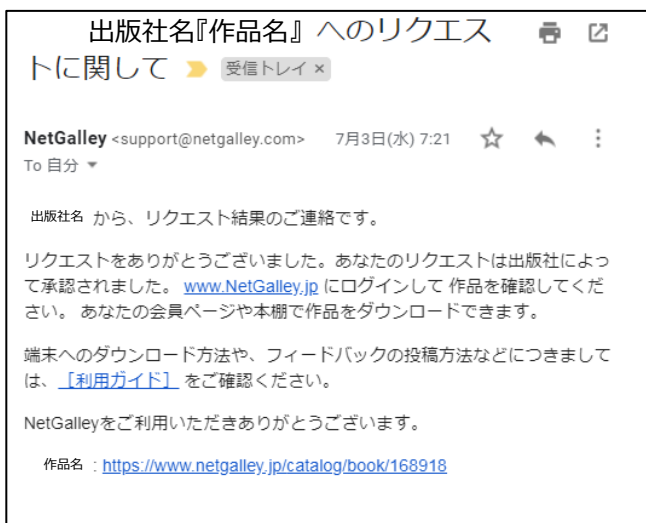 出版社名『作品名』 へのリクエス
トに関して 受信トレイ ×
NetGalley <support@netgalley.com> 7月3日(水) 7:21
To 自分
出版社名 から、リクエスト結果のご連絡です。
リクエストをありがとうございました。あなたのリクエストは出版社によっ
て承認されました。 www.NetGalley.jp にログインして 作品を確認してくだ
さい。 あなたの会員ページや本棚で作品をダウンロードできます。
端末へのダウンロード方法や、フィードバックの投稿方法などにつきまして
は、［利用ガイド］ をご確認ください。
NetGalleyをご利用いただきありがとうございます。
作品名 : https://www.netgalley.jp/catalog/book/168918